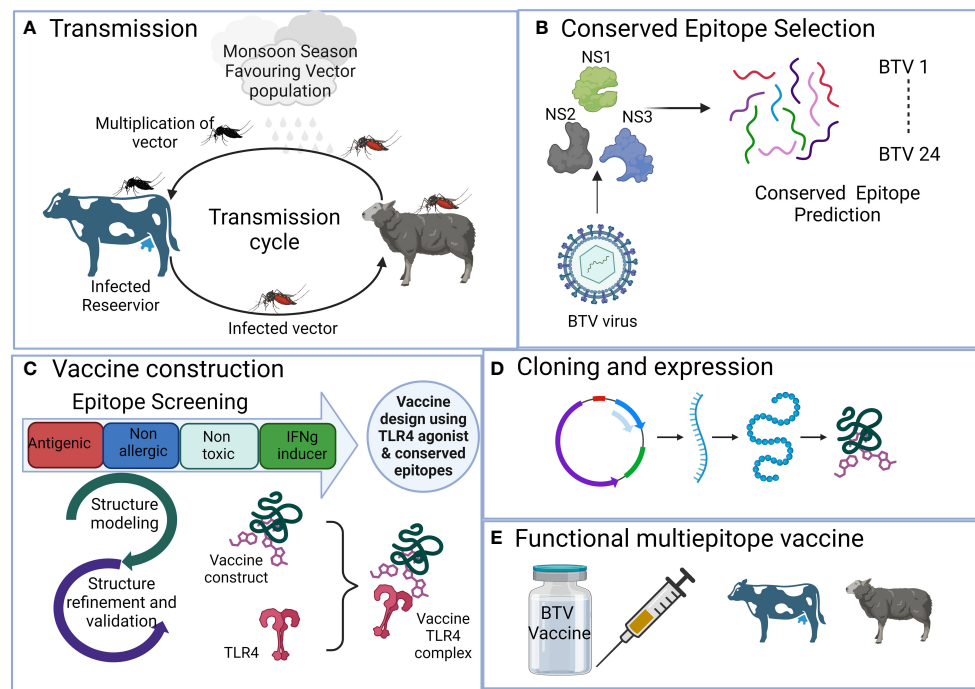 A Transmission
Monsoon Season
Favouring Vector
population
Multiplication of
vector
Transmission
cycle
Infected
Reseervior
Infected vector
B Conserved Epitope Selection
NS1
NS2
NS3
BTV virus
BTV 1
BTV 24
Conserved Epitope
Prediction
C Vaccine construction
Epitope Screening
Antigenic
Non
allergic
Non
toxic
IFNg
inducer
Vaccine
design using
TLR4 agonist
& conserved
epitopes
Structure
modeling
Structure
refinement and
validation
Vaccine
construct
TLR4
Vaccine
TLR4
complex
D Cloning and expression
E Functional multiepitope vaccine
BTV
Vaccine